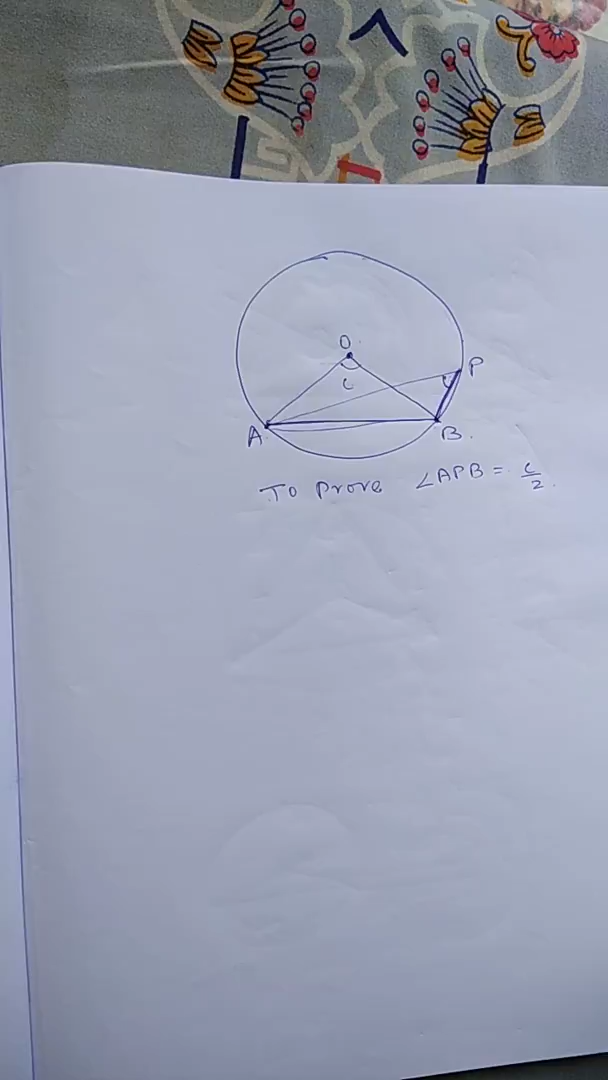 O
C
P
A
B.
TO Prove ∠APB = c/2.